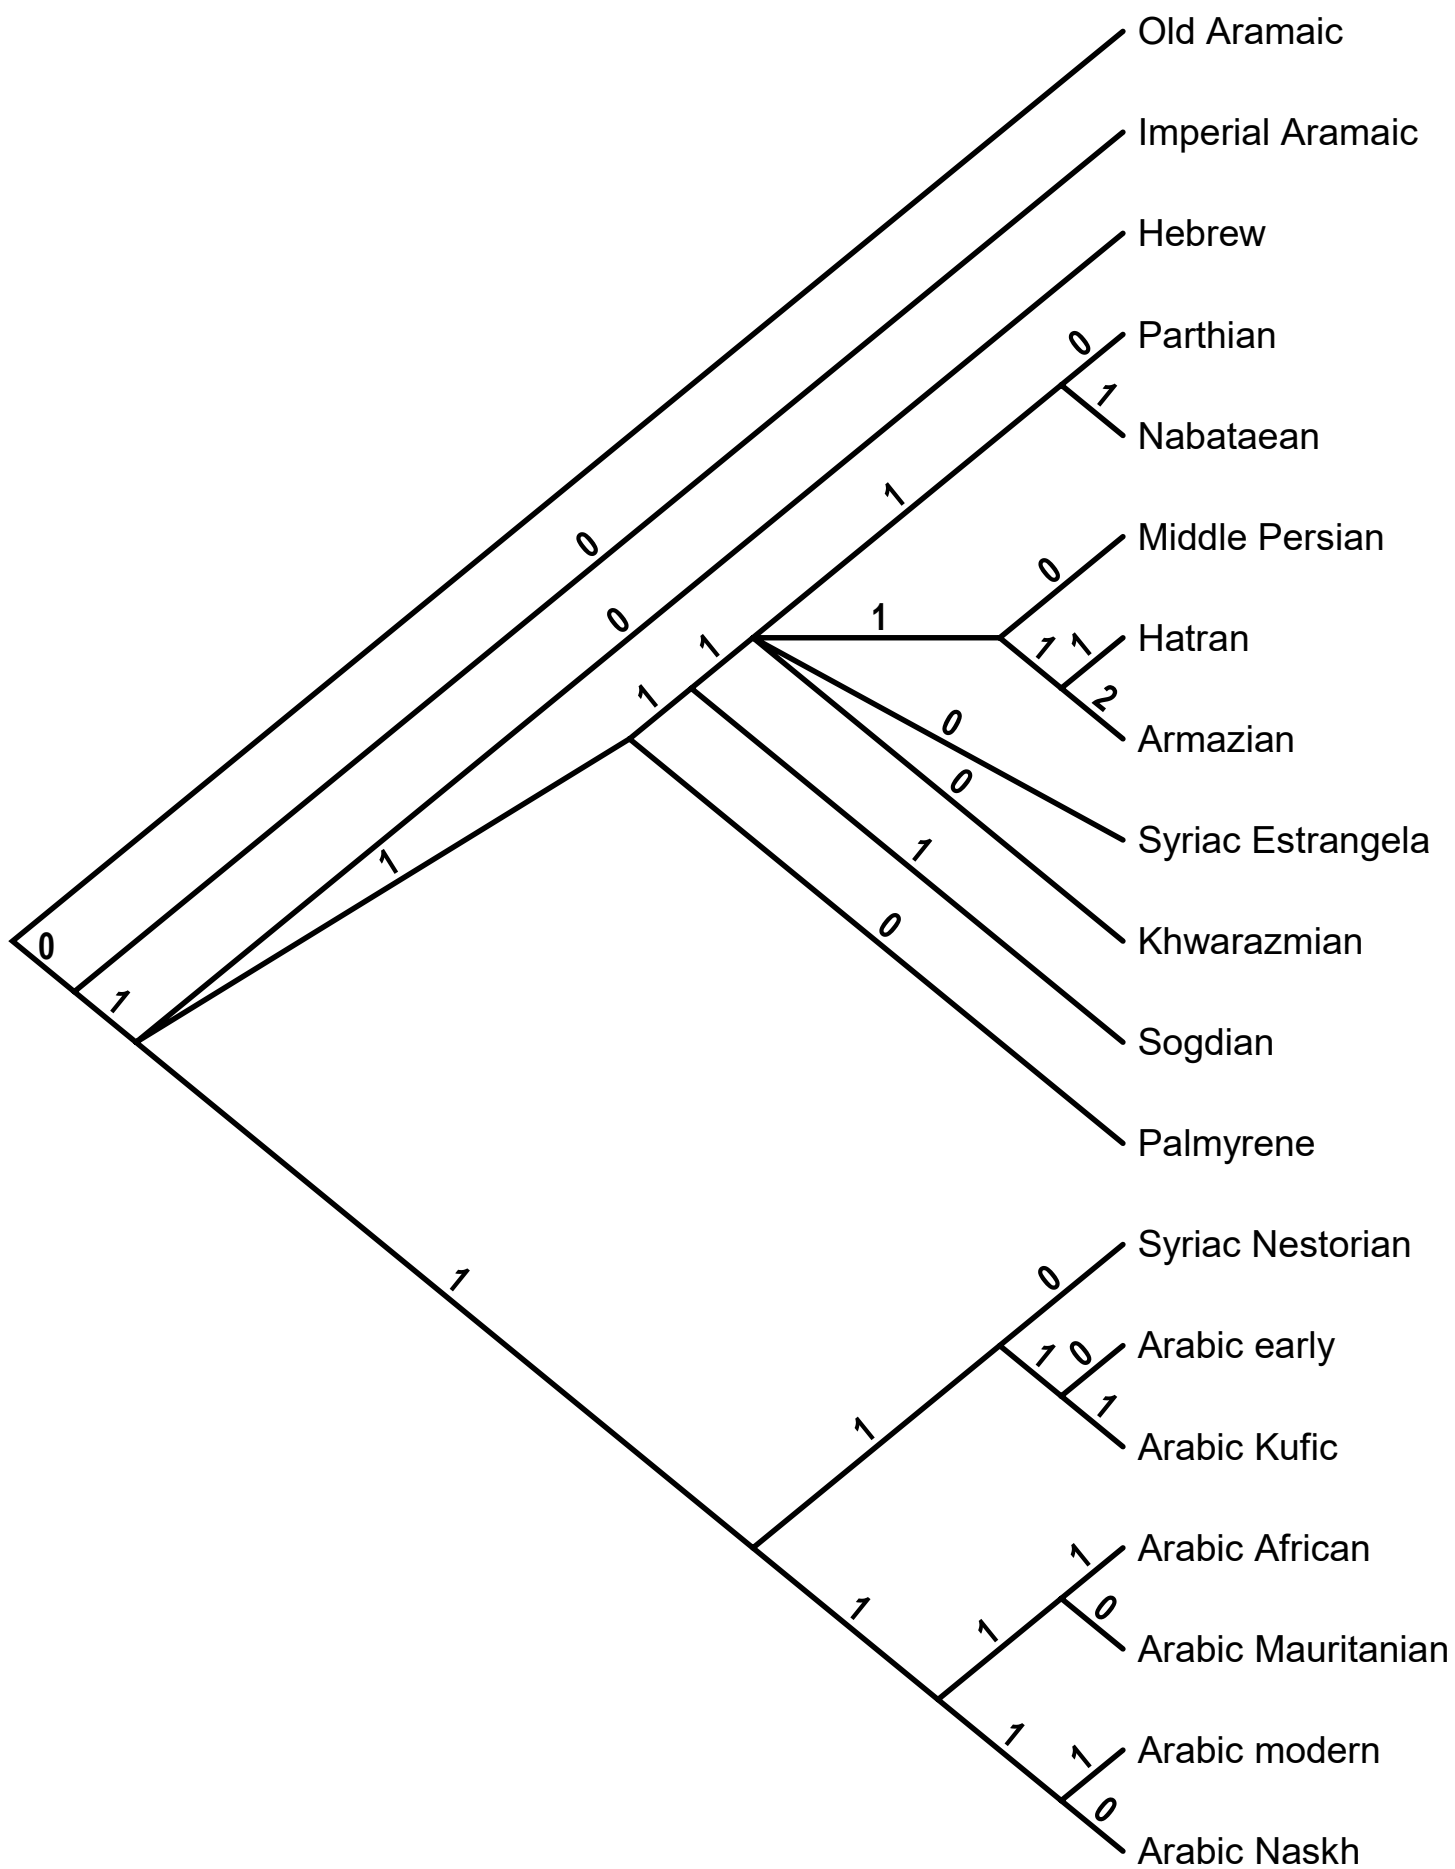 Old Aramaic
Imperial Aramaic
Hebrew
0
Parthian
1
Nabataean
1
0
Middle Persian
0
1
1
1
Hatran
2
Armazian
0
1
1
0
Syriac Estrangela
0
Khwarazmian
1
Sogdian
0
Palmyrene
1
0
1
1
0
Syriac Nestorian
1
0
Arabic early
1
1
Arabic Kufic
1
1
Arabic African
0
Arabic Mauritanian
1
1
1
Arabic modern
0
Arabic Naskh